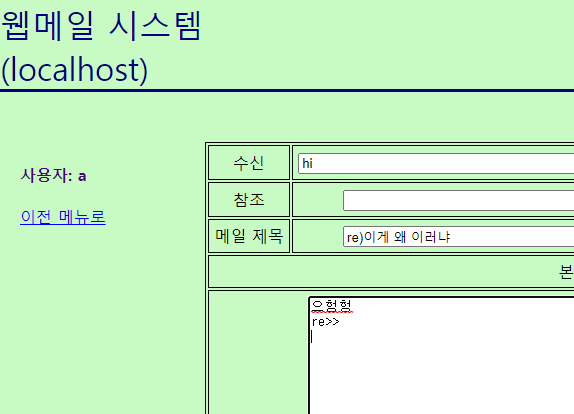 웹메일 시스템
(localhost)
사용자: a
이전 메뉴로
수신 hi
참조
메일 제목 re)이게 왜 이러냐
본
으헝헝
re>>